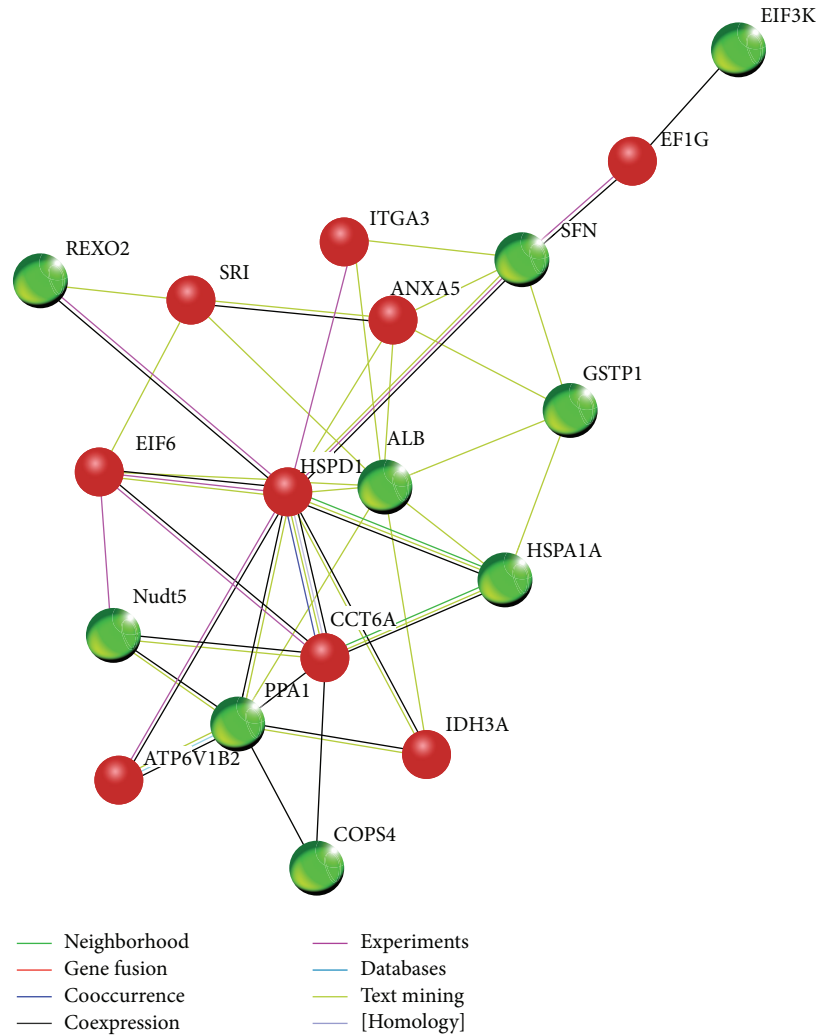 EIF3K
EF1G
ITGA3
SFN
REXO2
SRI
ANXA5
GSTP1
EIF6
ALB
HSPD1
HSPA1A
Nudt5
CCT6A
PPA1
IDH3A
ATP6V1B2
COPS4
Neighborhood
Gene fusion
Cooccurrence
Coexpression
Experiments
Databases
Text mining
[Homology]